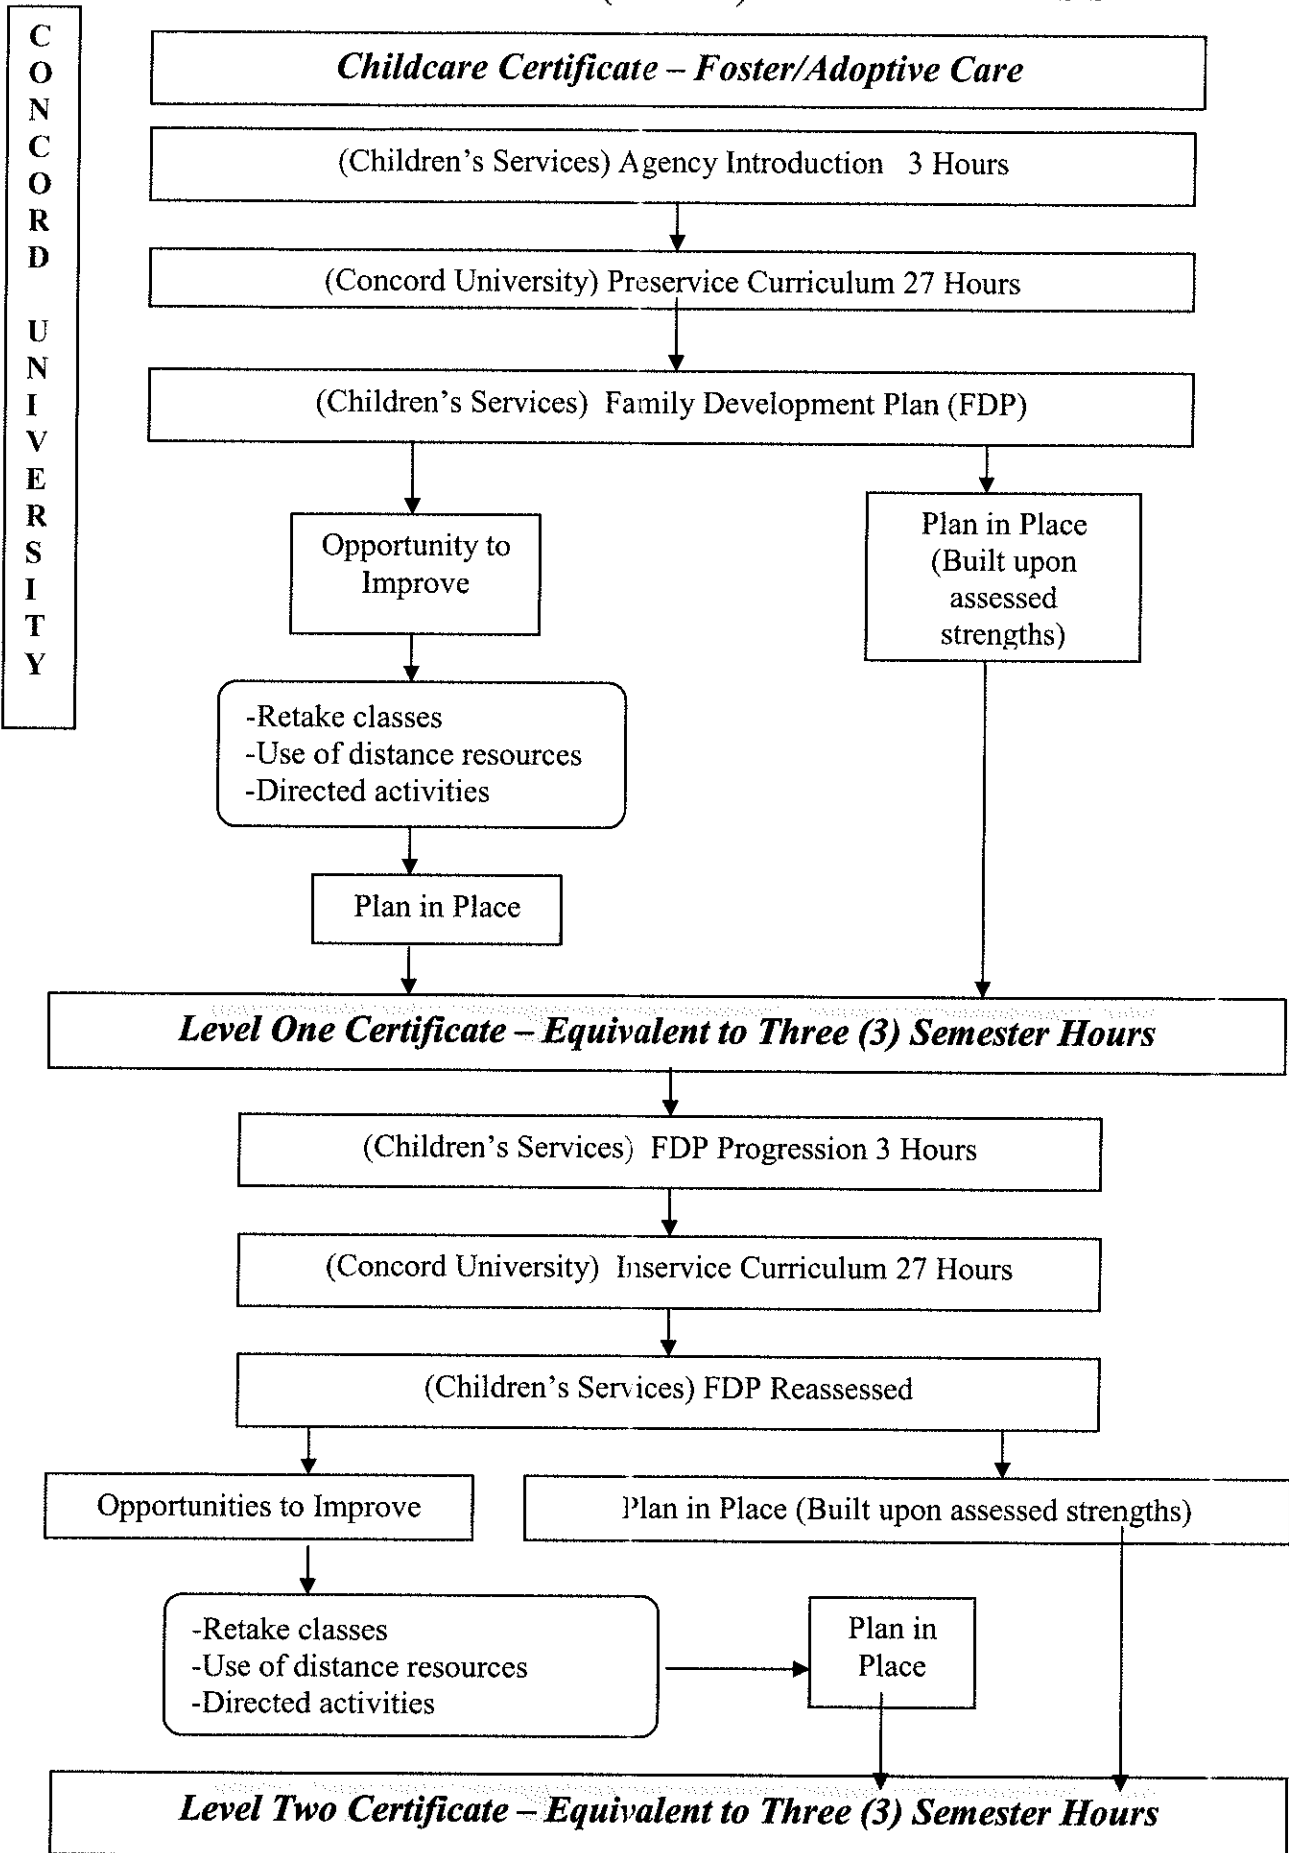 CONCORD UNIVERSITY
Childcare Certificate – Foster/Adoptive Care
(Children's Services) Agency Introduction 3 Hours
(Concord University) Preservice Curriculum 27 Hours
(Children's Services) Family Development Plan (FDP)
Opportunity to
Improve
Plan in Place
(Built upon
assessed
strengths)
-Retake classes
-Use of distance resources
-Directed activities
Plan in Place
Level One Certificate – Equivalent to Three (3) Semester Hours
(Children's Services) FDP Progression 3 Hours
(Concord University) Inservice Curriculum 27 Hours
(Children's Services) FDP Reassessed
Opportunities to Improve
Plan in Place (Built upon assessed strengths)
-Retake classes
-Use of distance resources
-Directed activities
Plan in
Place
Level Two Certificate – Equivalent to Three (3) Semester Hours